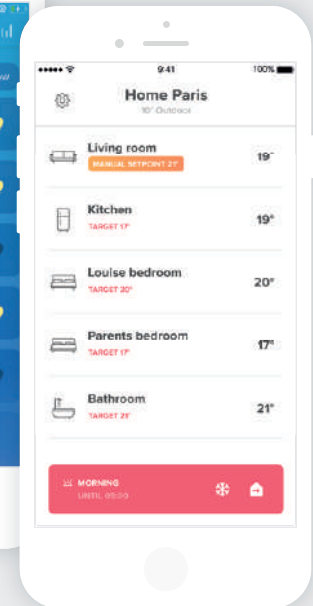 9:41
100%
Home Paris
10° Outdoor
Living room
MANUAL SETPOINT 21°
19°
Kitchen
TARGET 17°
19°
Louise bedroom
TARGET 20°
20°
Parents bedroom
TARGET 17°
17°
Bathroom
TARGET 21°
21°
MORNING
UNTIL 09:00